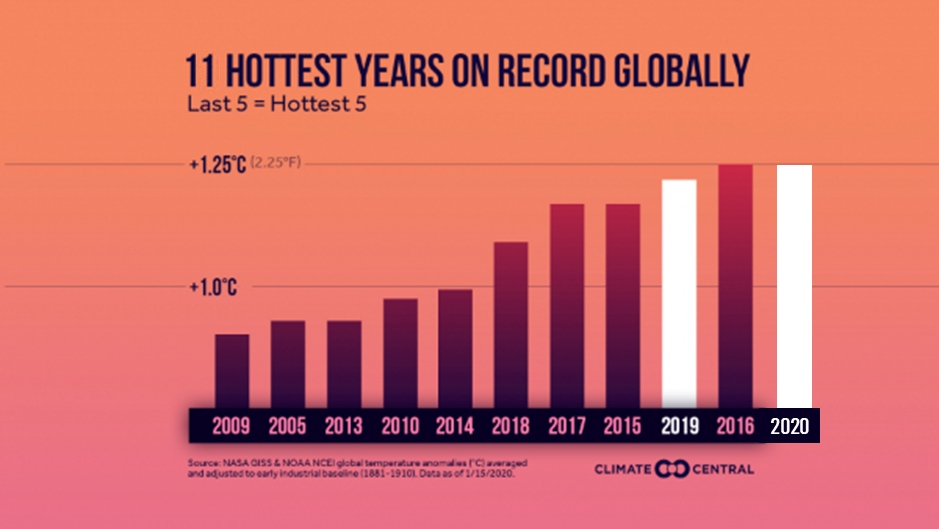 11 HOTTEST YEARS ON RECORD GLOBALLY
Last 5 = Hottest 5
+1.25°C (2.25°F)
+1.0°C
2009 2005 2013 2010 2014 2018 2017 2015 2019 2016 2020
Source: NASA GISS & NOAA NCEI global temperature anomalies (°C) averaged
and adjusted to early industrial baseline (1881-1910). Data as of 1/15/2020.
CLIMATE CENTRAL